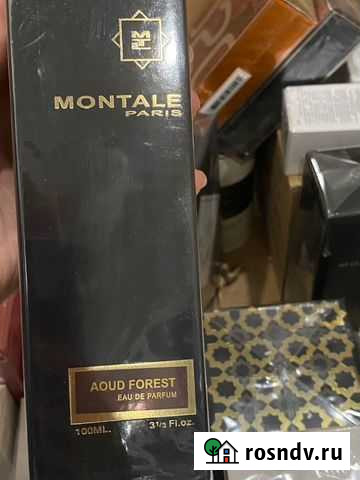 MONTALE
PARIS
AOUD FOREST
EAU DE PARFUM
100ML.
3⅓ Fl.oz.
rosndv.ru